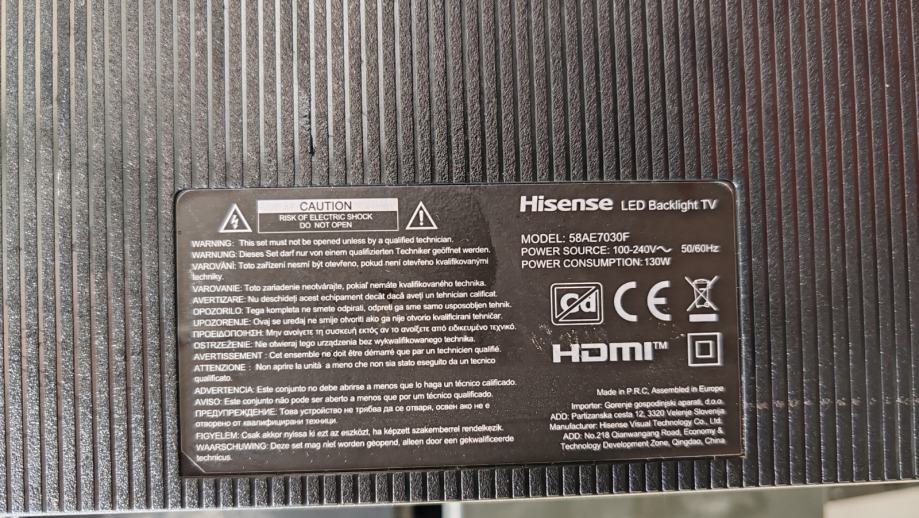 CAUTION
RISK OF ELECTRIC SHOCK
DO NOT OPEN
WARNING: This set must not be opened unless by a qualified technician.
WARNUNG: Dieses Set darf nur von einem qualifizierten Techniker geöffnet werden.
VAROVÁNÍ: Toto zařízení nesmí být otevřeno, pokud není otevřeno kvalifikovanými
techniky.
VAROVANIE: Toto zariadenie neotvárajte, pokiaľ nemáte kvalifikovaného technika.
AVERTIZARE: Nu deschideți acest echipament decât dacă aveți un tehnician calificat.
OPOZORILO: Tega kompleta ne smete odpirati, odpreti ga sme samo usposobljen tehnik.
UPOZORENJE: Ovaj se uređaj ne smije otvoriti ako ga nije otvorio kvalificirani tehničar.
ΠΡΟΕΙΔΟΠΟΙΗΣΗ: Μην ανοίγετε τη συσκευή εκτός αν το ανοίξετε από ειδικευμένο τεχνικό.
OSTRZEŻENIE: Nie otwieraj tego urządzenia bez wykwalifikowanego technika.
AVERTISSEMENT : Cet ensemble ne doit être démarré que par un technicien qualifié.
ATTENZIONE : Non aprire la unità a meno che non sia stato eseguito da un tecnico
qualificato.
ADVERTENCIA: Este conjunto no debe abrirse a menos que lo haga un técnico calificado.
AVISO: Este conjunto não pode ser aberto a menos que por um técnico qualificado.
ПРЕДУПРЕЖДЕНИЕ: Това устройство не трябва да се отваря, освен ако не е
отворено от квалифицирани техници.
FIGYELEM: Csak akkor nyissa ki ezt az eszközt, ha képzett szakemberrel rendelkezik.
WAARSCHUWING: Deze set mag niet worden geopend, alleen door een gekwalificeerde
technicus.
Hisense LED Backlight TV
MODEL: 58AE7030F
POWER SOURCE: 100-240V～ 50/60Hz
POWER CONSUMPTION: 130W
Cd CE
HDMI™
Made in P.R.C, Assembled in Europe
Importer: Gorenje gospodinjski aparati, d.o.o.
ADD: Partizanska cesta 12, 3320 Velenje Slovenija
Manufacturer: Hisense Visual Technology Co., Ltd.
ADD: No.218 Qianwangang Road, Economy &
Technology Development Zone, Qingdao, China